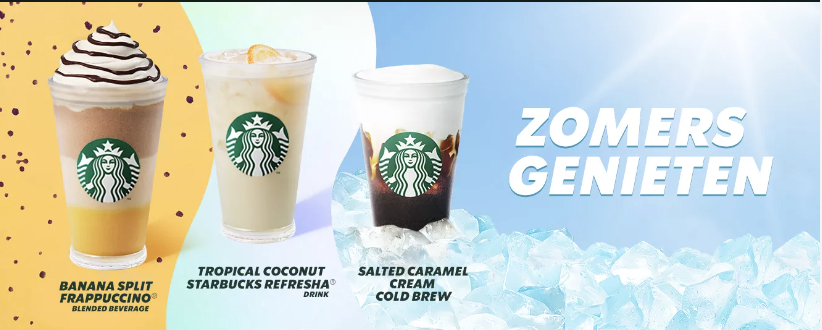 ZOMERS
GENIETEN
BANANA SPLIT
FRAPPUCCINO®
BLENDED BEVERAGE
TROPICAL COCONUT
STARBUCKS REFRESHA®
DRINK
SALTED CARAMEL
CREAM
COLD BREW